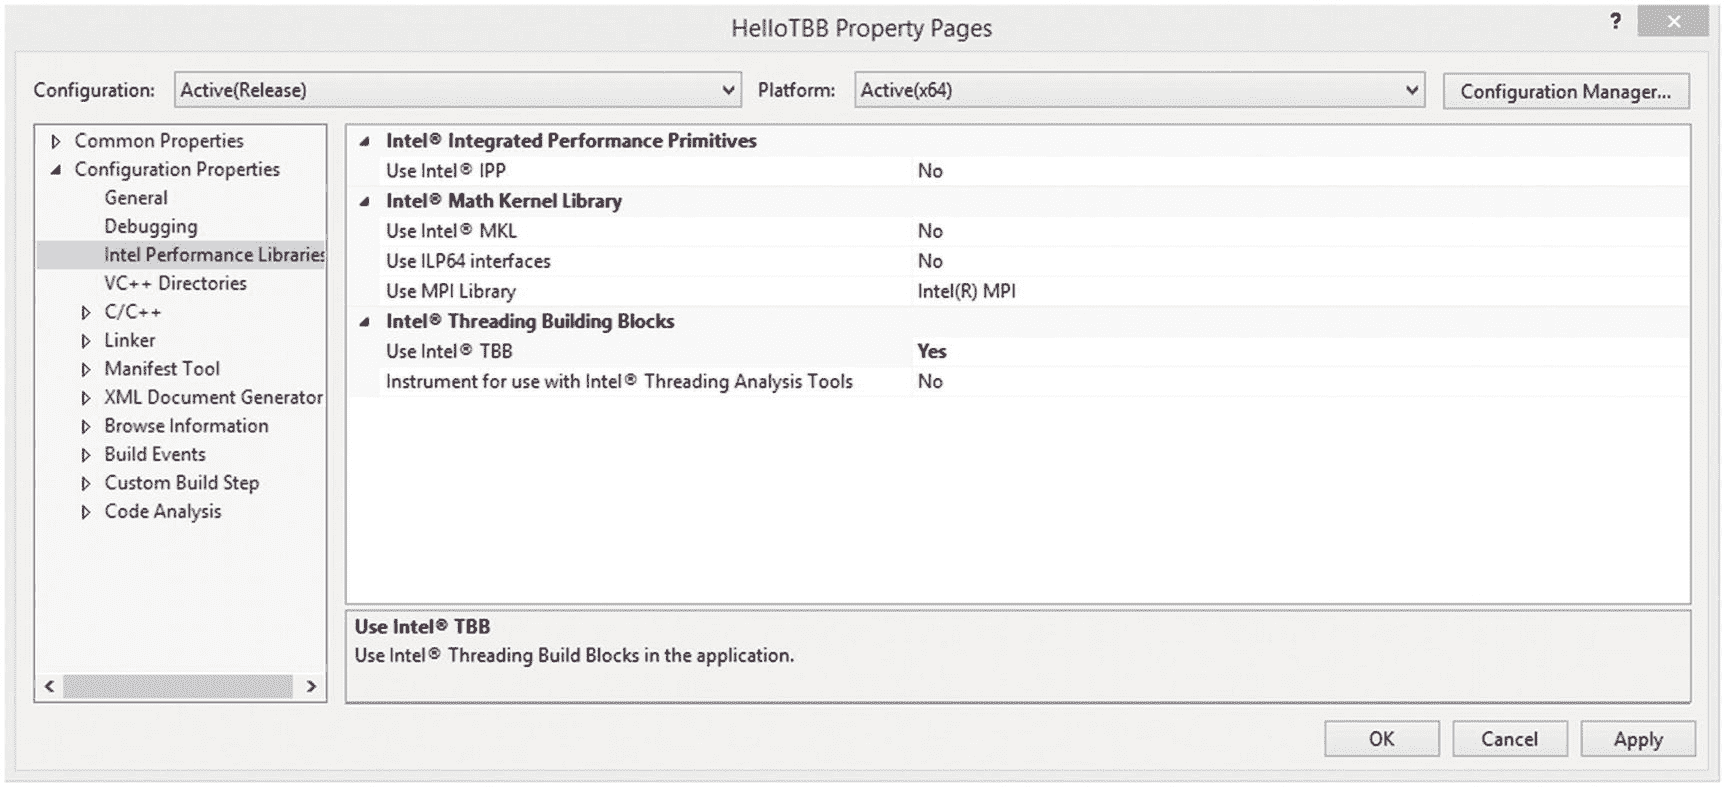 HelloTBB Property Pages
? ×
Configuration: Active(Release) Platform: Active(x64) Configuration Manager...
Common Properties
Configuration Properties
General
Debugging
Intel Performance Libraries
VC++ Directories
C/C++
Linker
Manifest Tool
XML Document Generator
Browse Information
Build Events
Custom Build Step
Code Analysis
Intel® Integrated Performance Primitives
Use Intel® IPP No
Intel® Math Kernel Library
Use Intel® MKL No
Use ILP64 interfaces No
Use MPI Library Intel(R) MPI
Intel® Threading Building Blocks
Use Intel® TBB Yes
Instrument for use with Intel® Threading Analysis Tools No
Use Intel® TBB
Use Intel® Threading Build Blocks in the application.
OK Cancel Apply